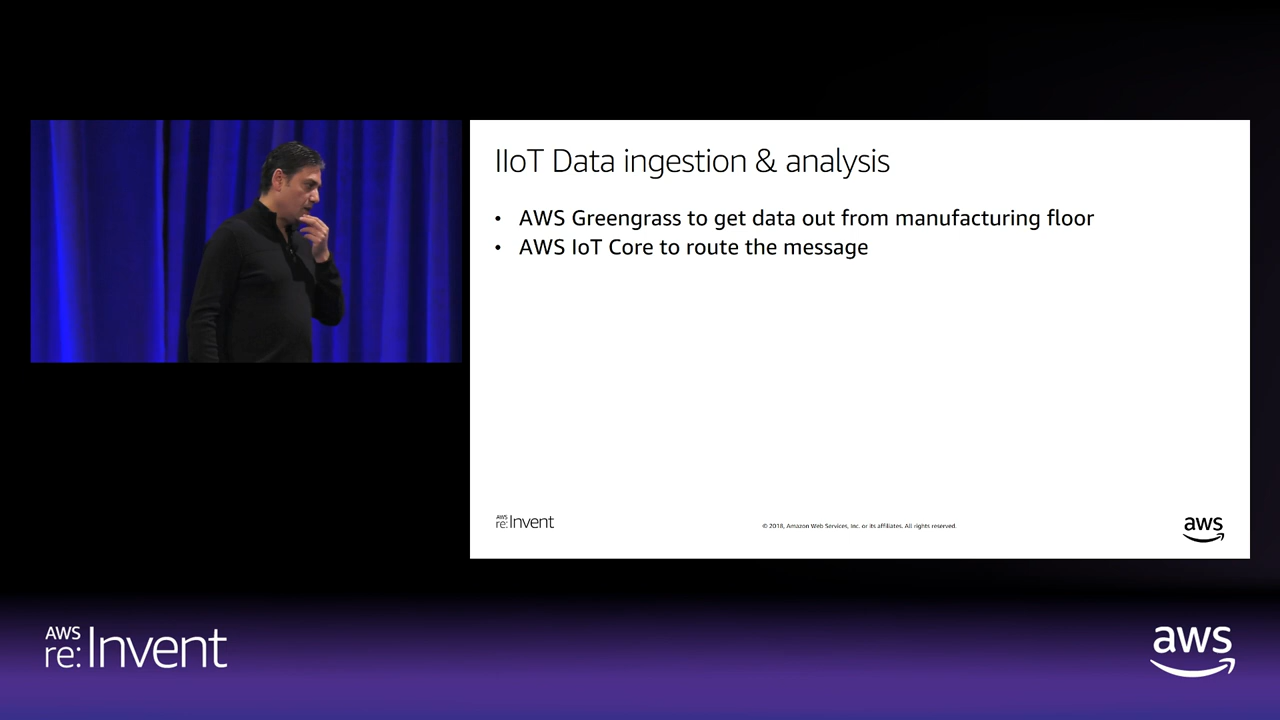 IIoT Data ingestion & analysis
• AWS Greengrass to get data out from manufacturing floor
• AWS IoT Core to route the message
AWS
re:Invent
© 2018, Amazon Web Services, Inc. or its affiliates. All rights reserved.
aws
AWS
re:Invent
aws